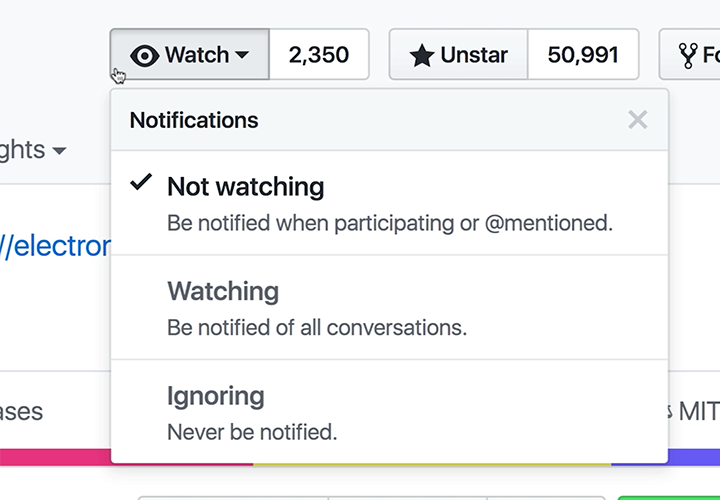 Watch 2,350 Unstar 50,991 Fo
Notifications
ghts
Not watching
Be notified when participating or @mentioned.
//electron
Watching
Be notified of all conversations.
Ignoring
ases
MIT
Never be notified.